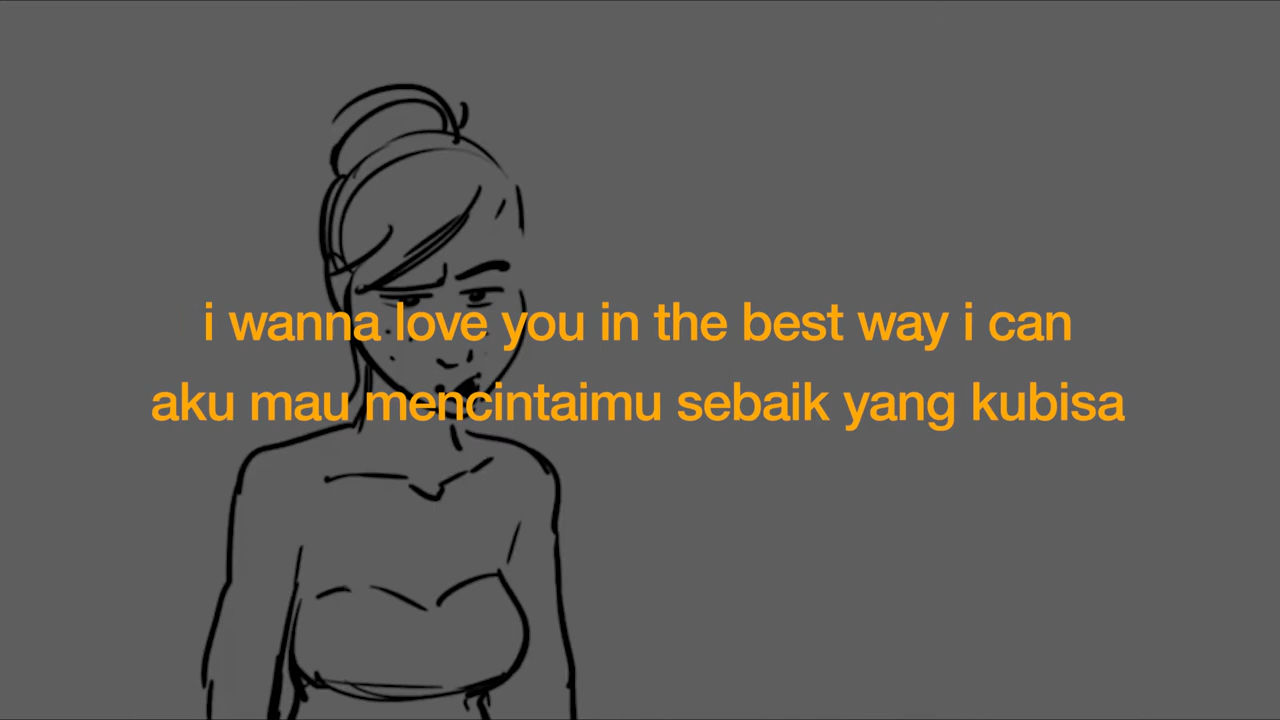 i wanna love you in the best way i can
aku mau mencintaimu sebaik yang kubisa